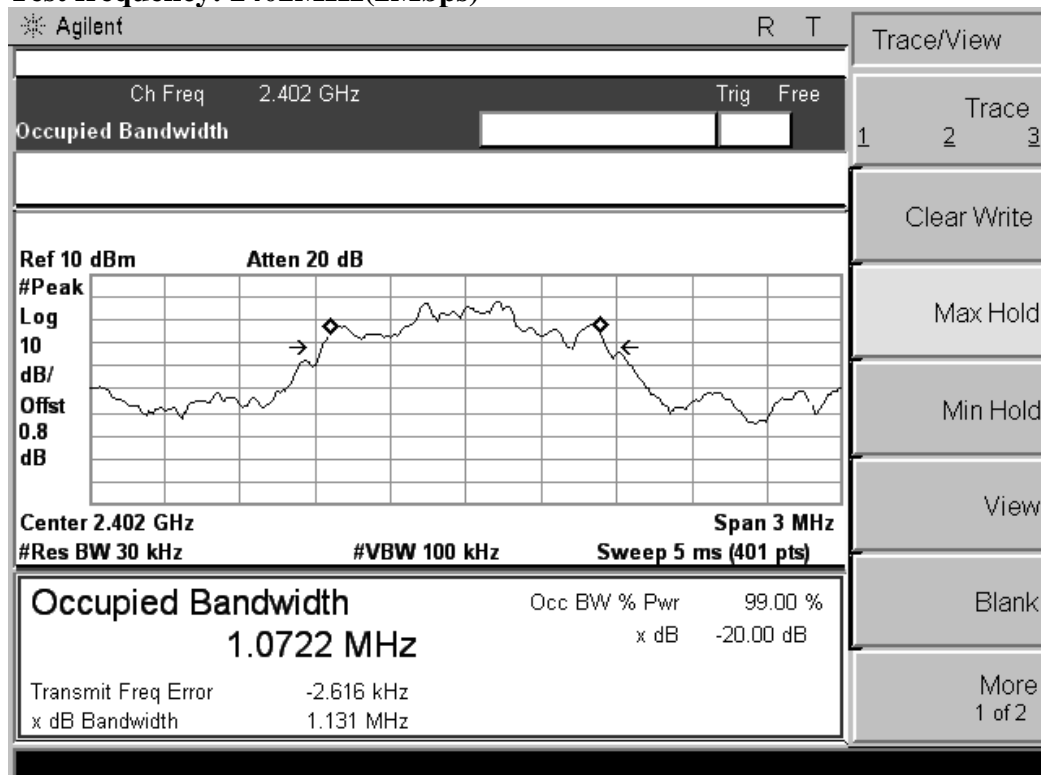 Test frequency: 2402MHz(2Mbps)
Agilent R T
Trace/View
Ch Freq 2.402 GHz Trig Free
Occupied Bandwidth
Trace
1 2 3
Clear Write
Ref 10 dBm Atten 20 dB
#Peak
Log
10
dB/
Offst
0.8
dB
Max Hold
Min Hold
View
Center 2.402 GHz Span 3 MHz
#Res BW 30 kHz #VBW 100 kHz Sweep 5 ms (401 pts)
Occupied Bandwidth Occ BW % Pwr 99.00 %
1.0722 MHz x dB -20.00 dB
Transmit Freq Error -2.616 kHz
x dB Bandwidth 1.131 MHz
Blank
More
1 of 2